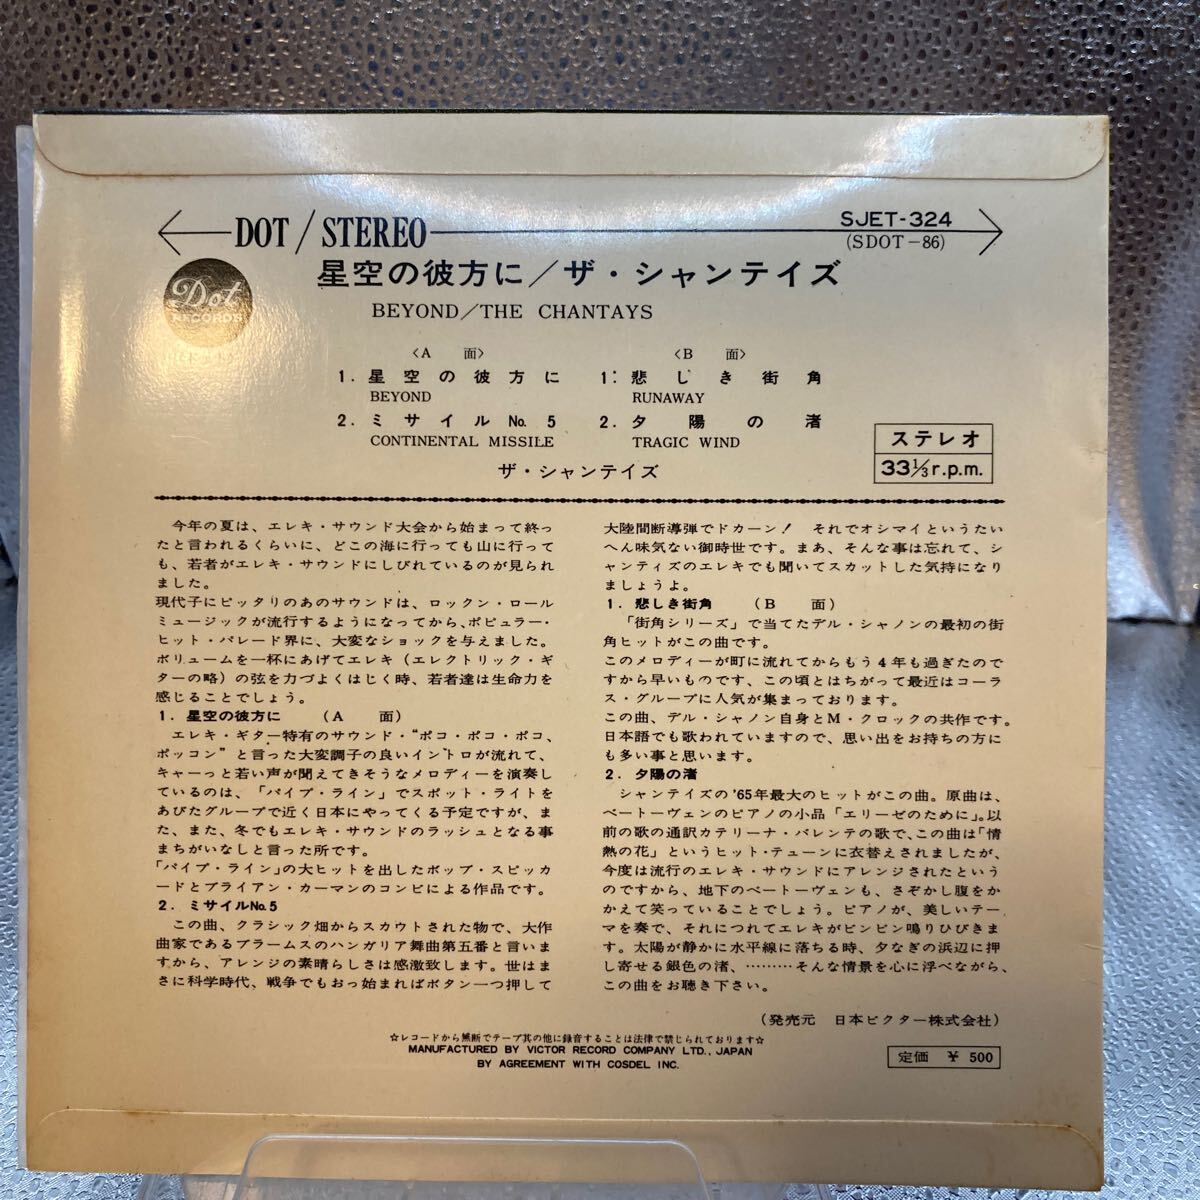 DOT / STEREO
SJET-324
(SDOT-86)
Dot
RECORDS
星空の彼方に／ザ・シャンテイズ
BEYOND／THE CHANTAYS
〈A 面〉
1. 星空の彼方に
BEYOND
2. ミサイルNo. 5
CONTINENTAL MISSILE
〈B 面〉
1. 悲しき街角
RUNAWAY
2. 夕陽の渚
TRAGIC WIND
ザ・シャンテイズ
ステレオ
33⅓r.p.m.
今年の夏は、エレキ・サウンド大会から始まって終っ
たと言われるくらいに、どこの海に行っても山に行って
も、若者がエレキ・サウンドにしびれているのが見られ
ました。
現代子にピッタリのあのサウンドは、ロックン・ロール
ミュージックが流行するようになってから、ポピュラー・
ヒット・パレード界に、大変なショックを与えました。
ボリュームを一杯にあげてエレキ（エレクトリック・ギ
ターの略）の弦を力づよくはじく時、若者達は生命力を
感じることでしょう。
1. 星空の彼方に （A 面）
エレキ・ギター特有のサウンド・“ポコ・ポコ・ポコ、
ポッコン”と言った大変調子の良いイントロが流れて、
キャーっと若い声が聞えてきそうなメロディーを演奏し
ているのは、「パイプ・ライン」でスポット・ライトを
あびたグループで近く日本にやってくる予定ですが、ま
た、また、冬でもエレキ・サウンドのラッシュとなる事
まちがいなしと言った所です。
「パイプ・ライン」の大ヒットを出したボップ・スピッカ
ードとブライアン・カーマンのコンビによる作品です。
2. ミサイルNo.5
この曲、クラシック畑からスカウトされた物で、大作
曲家であるブラームスのハンガリア舞曲第五番と言いま
すから、アレンジの素晴らしさは感激致します。世はま
さに科学時代、戦争でもおっ始まればボタン一つ押して
大陸間断導弾でドカーン！ それでオシマイというたい
へん味気ない御時世です。まあ、そんな事は忘れて、シ
ャンティズのエレキでも聞いてスカットした気持になり
ましょうよ。
1. 悲しき街角 （B 面）
「街角シリーズ」で当てたデル・シャノンの最初の街
角ヒットがこの曲です。
このメロディーが町に流れてからもう4年も過ぎたので
すから早いものです、この頃とはちがって最近はコーラ
ス・グループに人気が集まっております。
この曲、デル・シャノン自身とM・クロックの共作です。
日本語でも歌われていますので、思い出をお持ちの方に
も多い事と思います。
2. 夕陽の渚
シャンテイズの'65年最大のヒットがこの曲。原曲は、
ベートーヴェンのピアノの小品「エリーゼのために」。以
前の歌の通訳カテリーナ・バレンテの歌で、この曲は「情
熱の花」というヒット・テューンに衣替えされましたが、
今度は流行のエレキ・サウンドにアレンジされたという
のですから、地下のベートーヴェンも、さぞかし腹をか
かえて笑っていることでしょう。ピアノが、美しいテー
マを奏で、それにつれてエレキがビンビン鳴りひびきま
す。太陽が静かに水平線に落ちる時、夕なぎの浜辺に押
し寄せる銀色の渚、………そんな情景を心に浮べながら、
この曲をお聴き下さい。
（発売元 日本ビクター株式会社）
☆レコードから無断でテープ其の他に録音することは法律で禁じられております☆
MANUFACTURED BY VICTOR RECORD COMPANY LTD., JAPAN
BY AGREEMENT WITH COSDEL INC.
定価 ¥ 500